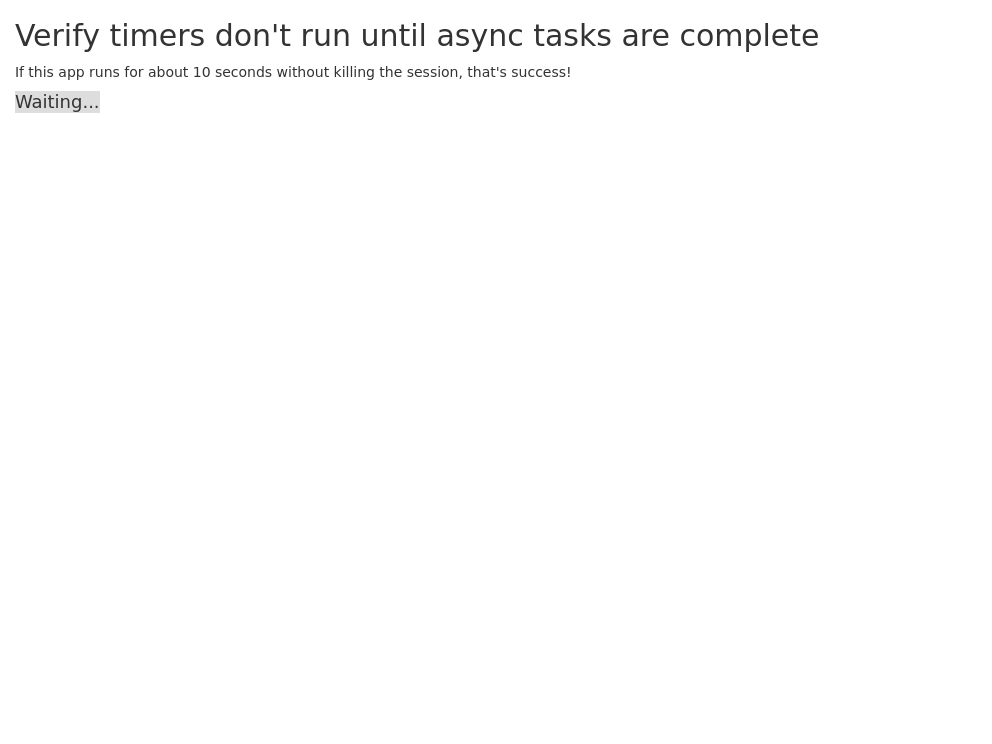 Verify timers don't run until async tasks are complete
If this app runs for about 10 seconds without killing the session, that's success!
Waiting...